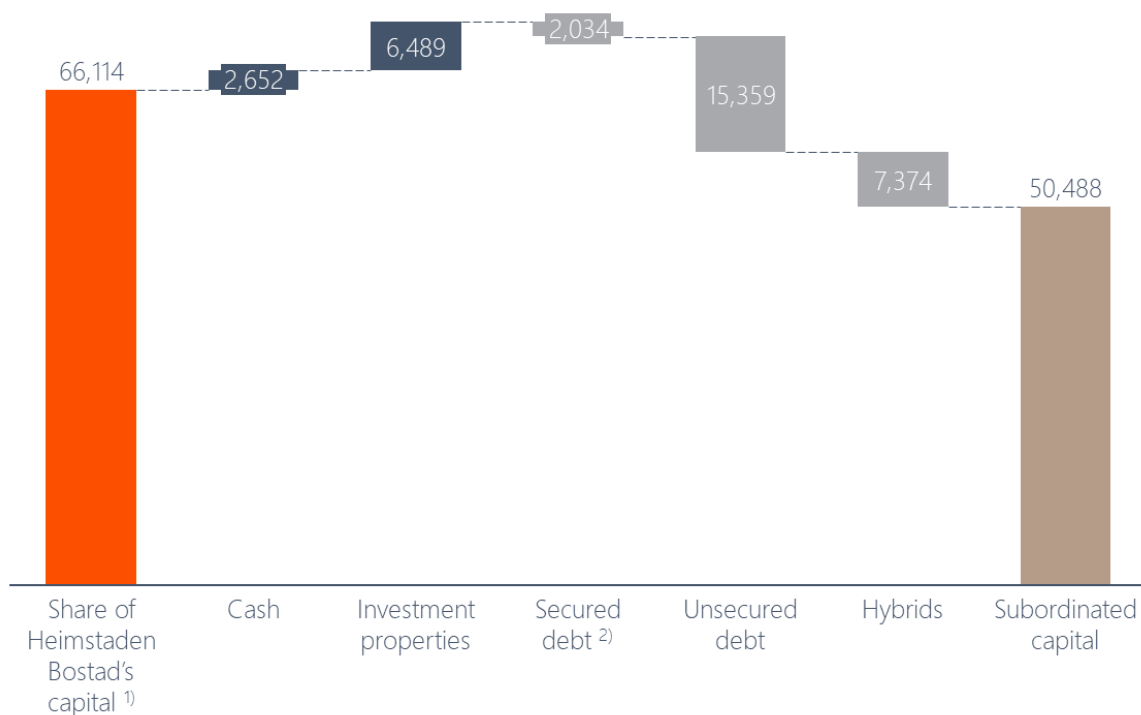 66,114
2,652
6,489
2,034
15,359
7,374
50,488
Share of
Heimstaden
Bostad's
capital 1)
Cash
Investment
properties
Secured
debt 2)
Unsecured
debt
Hybrids
Subordinated
capital